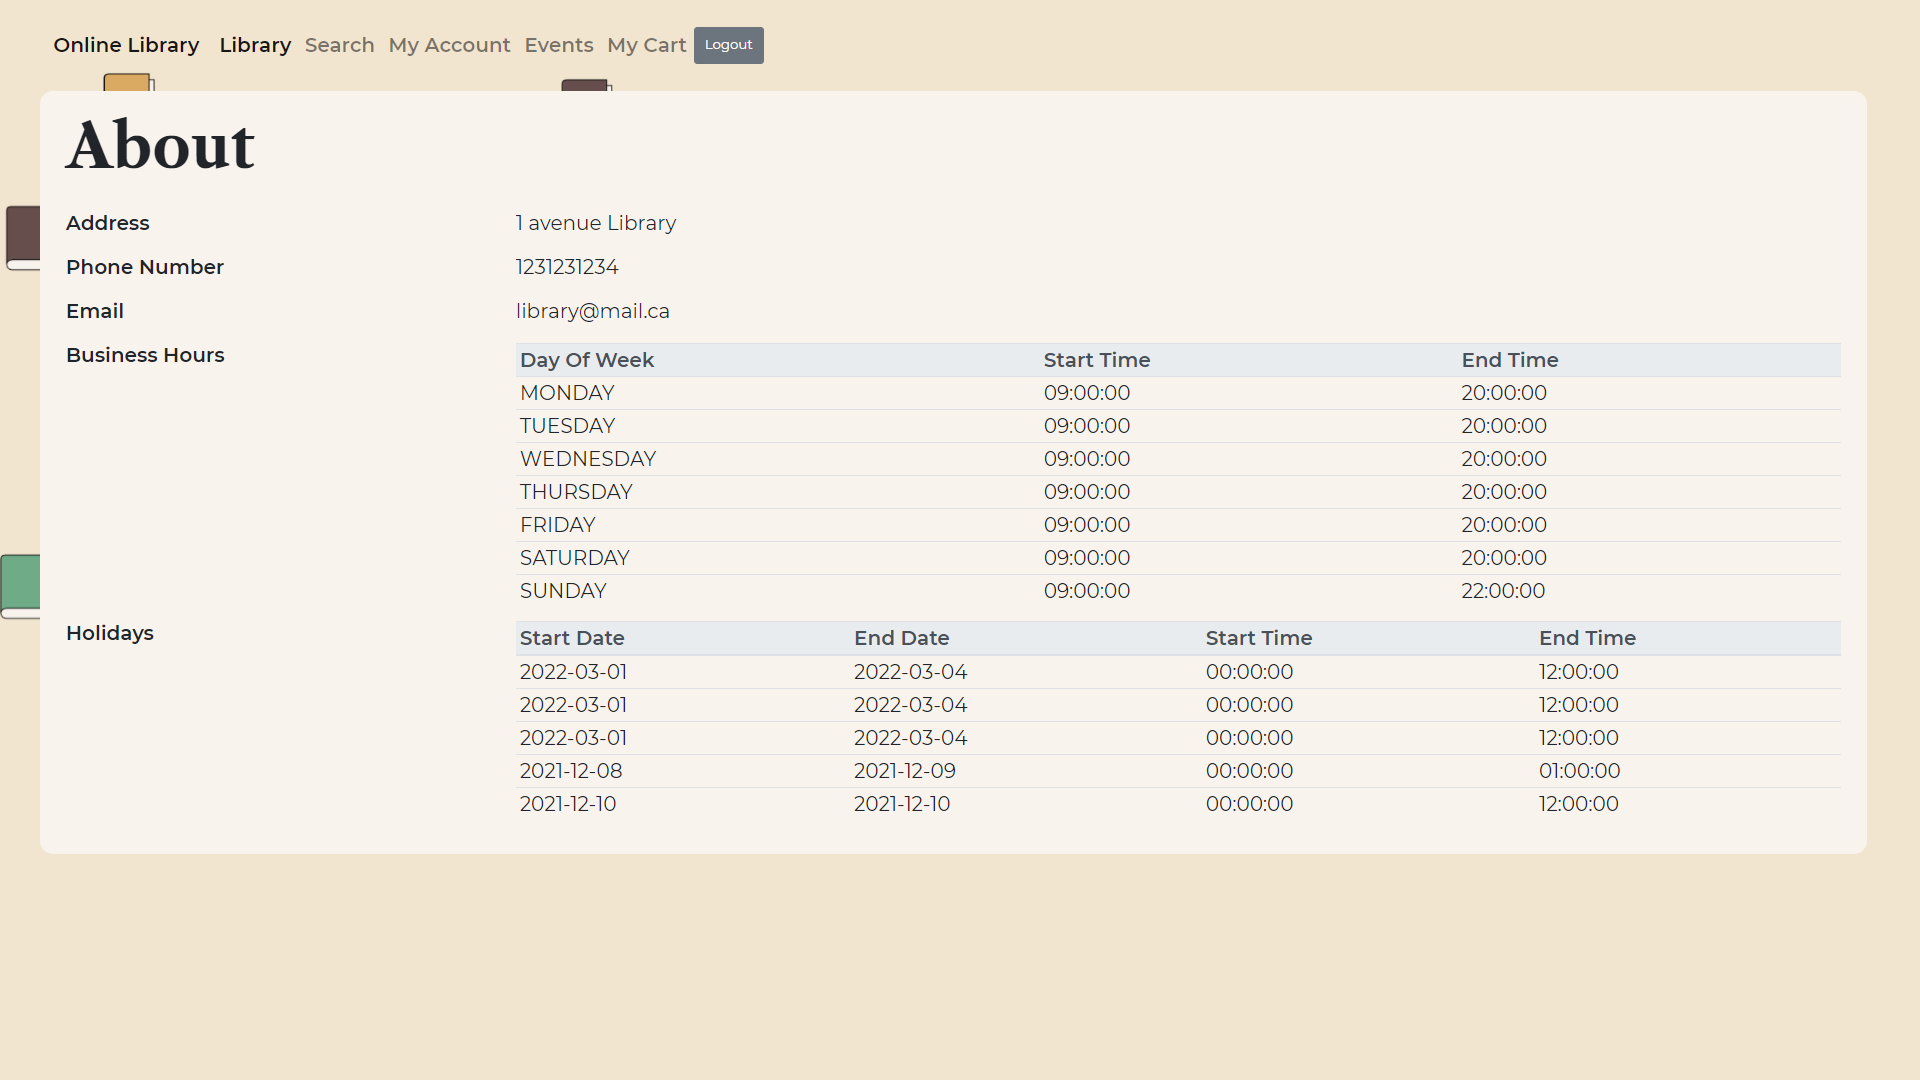 Online Library Library Search My Account Events My Cart Logout
About
Address 1 avenue Library
Phone Number 1231231234
Email library@mail.ca
Business Hours Day Of Week Start Time End Time
MONDAY 09:00:00 20:00:00
TUESDAY 09:00:00 20:00:00
WEDNESDAY 09:00:00 20:00:00
THURSDAY 09:00:00 20:00:00
FRIDAY 09:00:00 20:00:00
SATURDAY 09:00:00 20:00:00
SUNDAY 09:00:00 22:00:00
Holidays Start Date End Date Start Time End Time
2022-03-01 2022-03-04 00:00:00 12:00:00
2022-03-01 2022-03-04 00:00:00 12:00:00
2022-03-01 2022-03-04 00:00:00 12:00:00
2021-12-08 2021-12-09 00:00:00 01:00:00
2021-12-10 2021-12-10 00:00:00 12:00:00